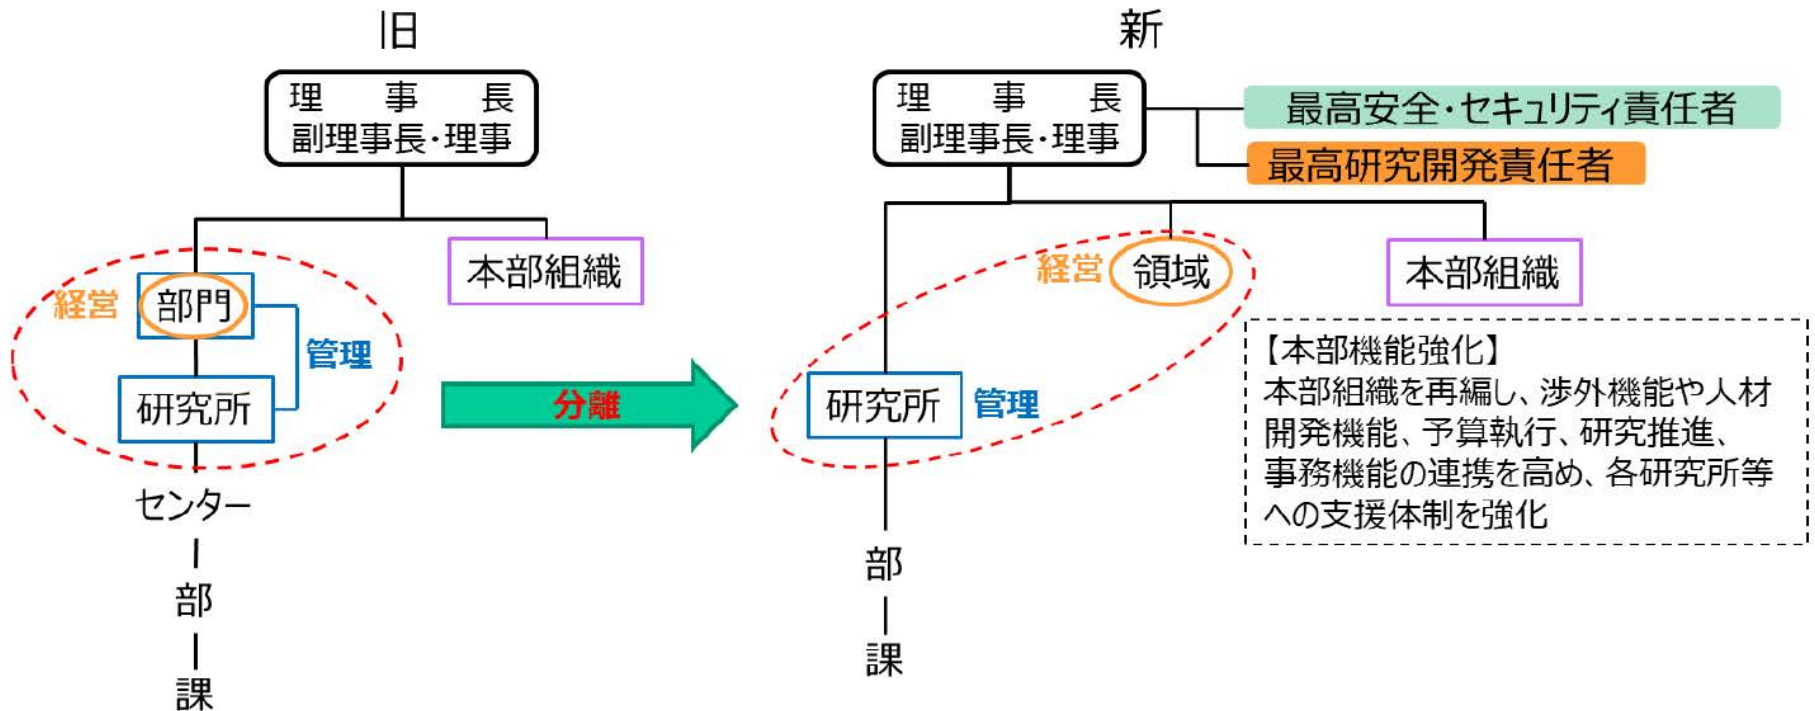 旧
理 事 長
副理事長・理事
経営
部門
本部組織
管理
研究所
センター
部
課
分離
新
理 事 長
副理事長・理事
最高安全・セキュリティ責任者
最高研究開発責任者
経営
領域
本部組織
研究所
管理
部
課
【本部機能強化】
本部組織を再編し、渉外機能や人材
開発機能、予算執行、研究推進、
事務機能の連携を高め、各研究所等
への支援体制を強化